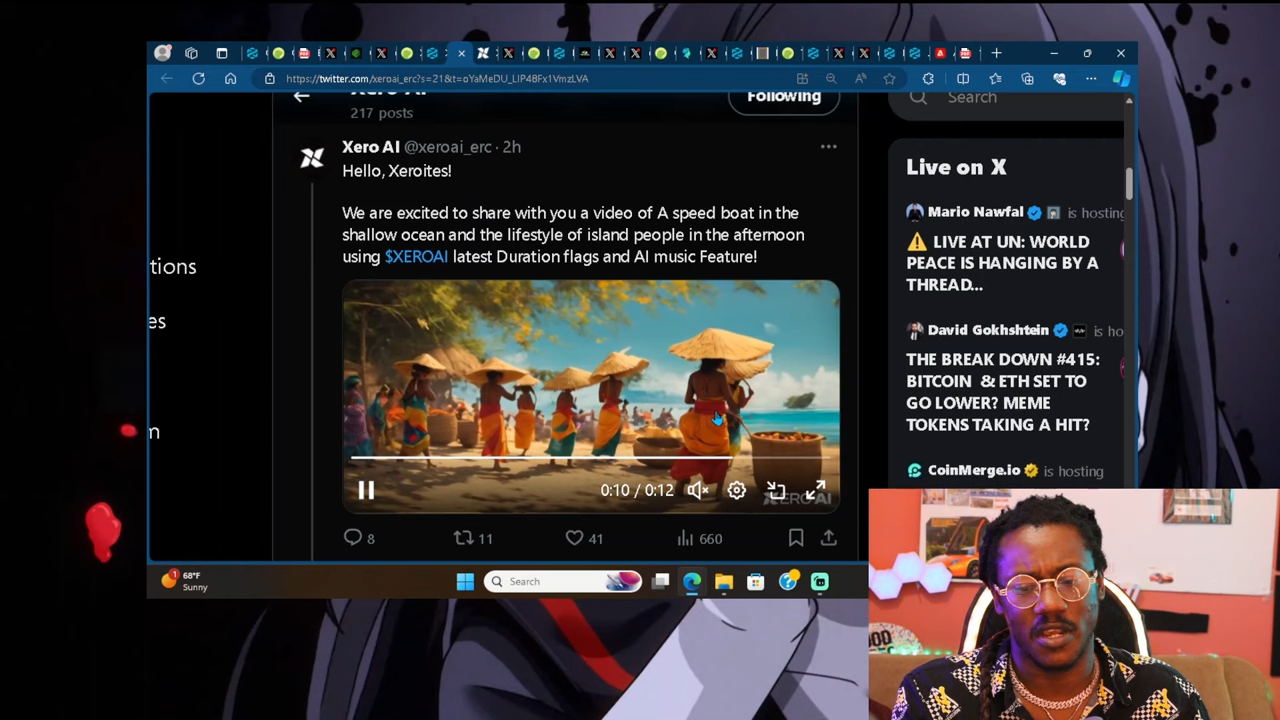 https://twitter.com/xeroai_erc?s=21&t=oYaMeDU_LIP4BFx1VmzLVA
Xero AI
217 posts
Following
Search
Xero AI @xeroai_erc · 2h
Hello, Xeroites!
We are excited to share with you a video of A speed boat in the
shallow ocean and the lifestyle of island people in the afternoon
using $XEROAI latest Duration flags and AI music Feature!
0:10 / 0:12
XERO AI
8
11
41
660
Live on X
Mario Nawfal is hosting
⚠️ LIVE AT UN: WORLD
PEACE IS HANGING BY A
THREAD...
David Gokhshtein is ho
THE BREAK DOWN #415:
BITCOIN & ETH SET TO
GO LOWER? MEME
TOKENS TAKING A HIT?
CoinMerge.io is hosting
tions
es
m
1
68°F
Sunny
Search